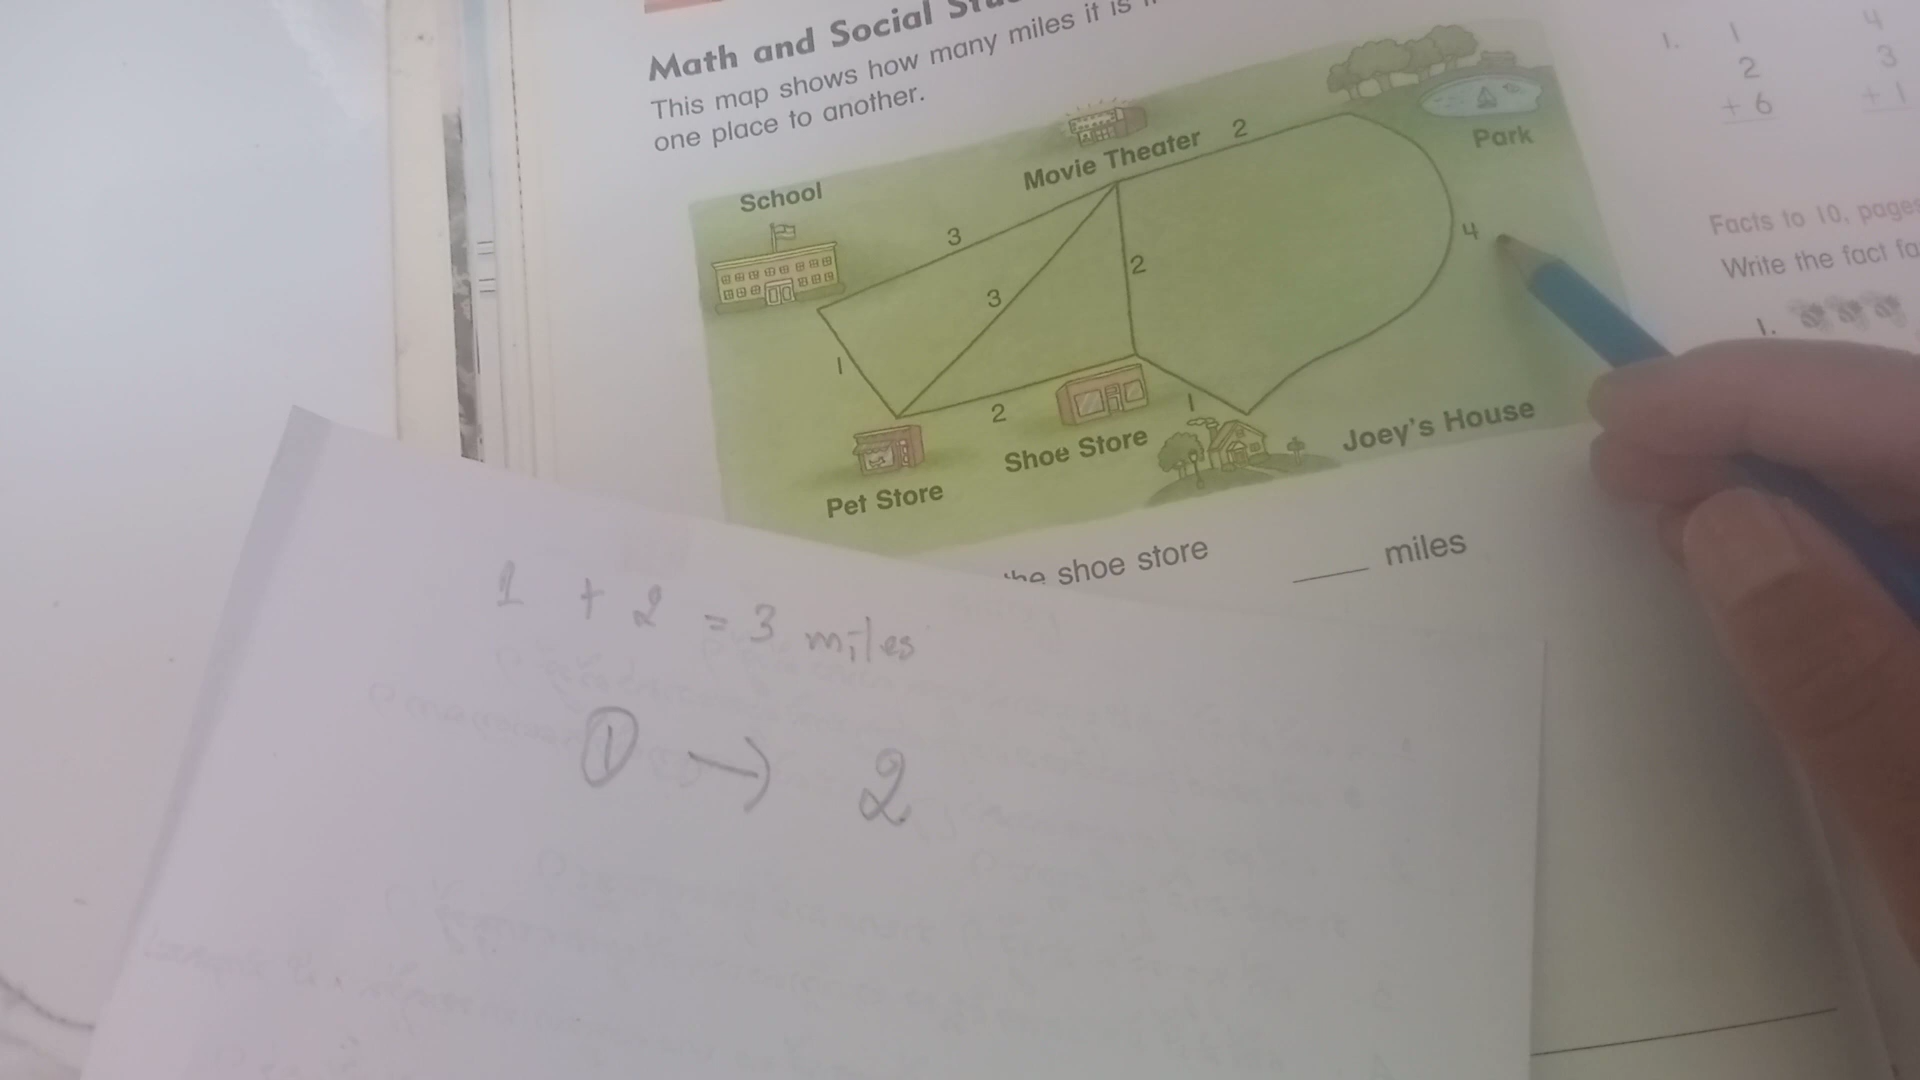 Math and Social
This map shows how many miles it is
one place to another.
School
Movie Theater
Park
3
2
4
3
2
1
2
1
Pet Store
Shoe Store
Joey's House
shoe store ____ miles
1 + 2 = 3 miles
1 → 2
1. 1 4
2 3
+ 6 + 1
Facts to 10, pages
Write the fact
1.